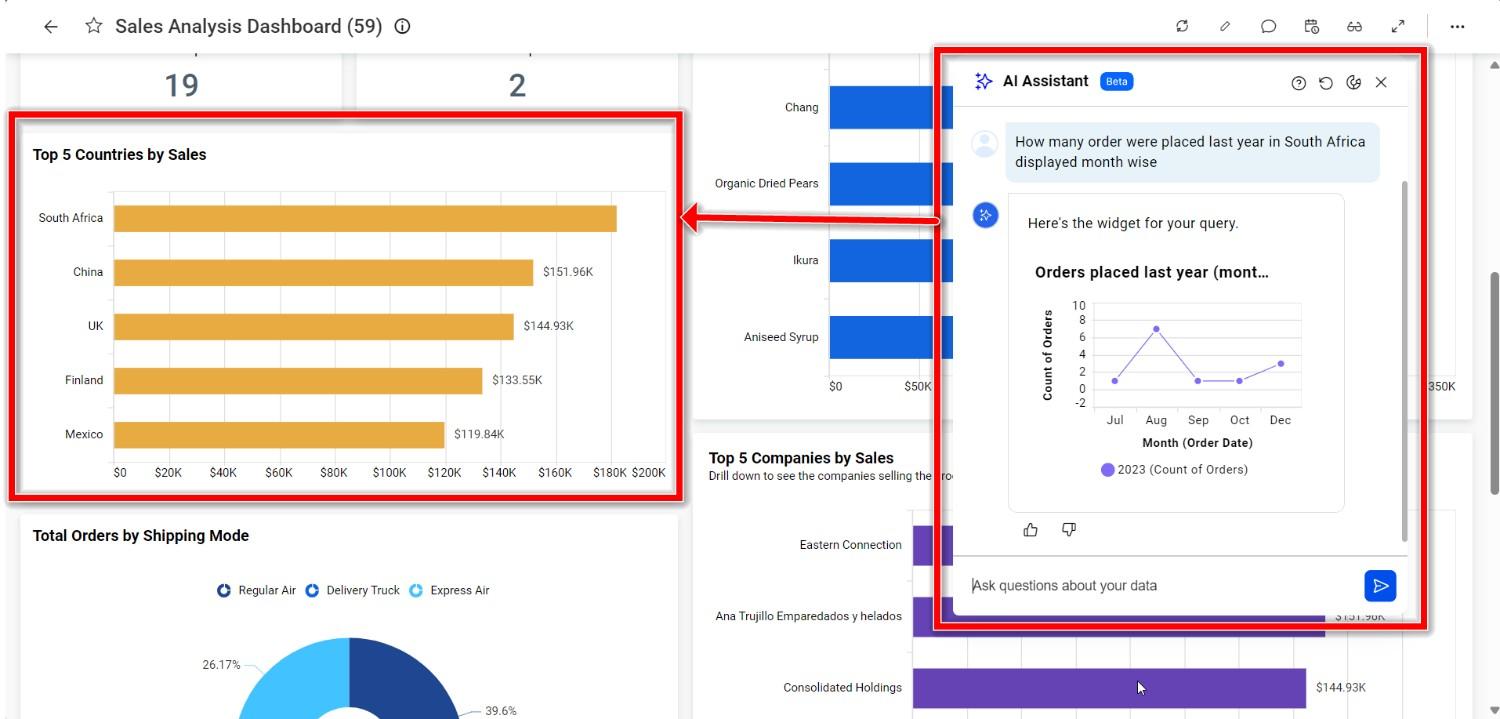 Sales Analysis Dashboard (59)
19
2
Top 5 Countries by Sales
South Africa
China
$151.96K
UK
$144.93K
Finland
$133.55K
Mexico
$119.84K
$0 $20K $40K $60K $80K $100K $120K $140K $160K $180K $200K
Total Orders by Shipping Mode
Regular Air Delivery Truck Express Air
26.17%
39.6%
Chang
Organic Dried Pears
Ikura
Aniseed Syrup
$0 $50K
350K
Top 5 Companies by Sales
Drill down to see the companies selling the pro
Eastern Connection
Ana Trujillo Emparedados y helados
$151.96K
Consolidated Holdings
$144.93K
AI Assistant Beta
How many order were placed last year in South Africa
displayed month wise
Here's the widget for your query.
Orders placed last year (mont...
Count of Orders
10
8
6
4
2
0
-2
Jul Aug Sep Oct Dec
Month (Order Date)
2023 (Count of Orders)
Ask questions about your data